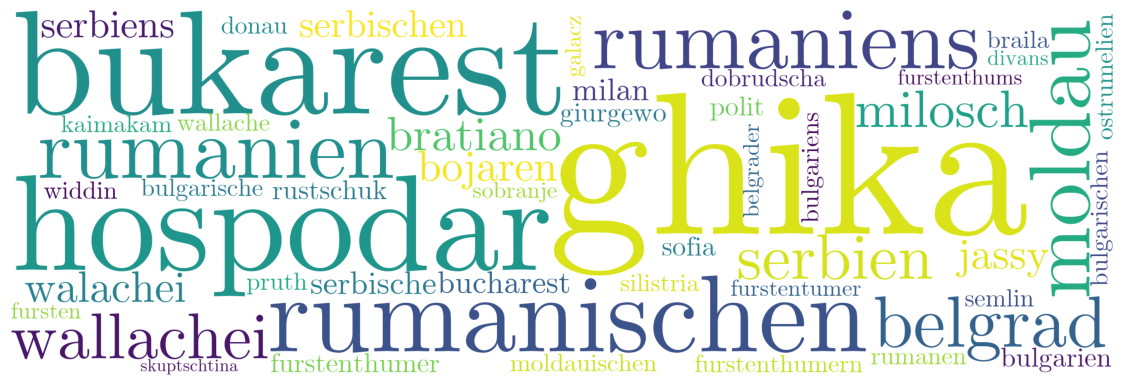 serbiens donau serbischen galacz rumaniens braila
divans
bukarest dobrudscha furstenthums
milan
ostrumelien
kaimakam wallache giurgewo polit milosch
bratiano
rumanien bojaren belgrader bulgariens moldau
widdin bulgarische rustschuk sobranje ghika
bulgarischen
hospodar sofia serbien jassy
walachei pruth serbische bucharest silistria furstentumer
semlin
fursten
wallachei rumanischen belgrad
skuptschtina furstenthumer moldauischen furstenthumern rumanen bulgarien